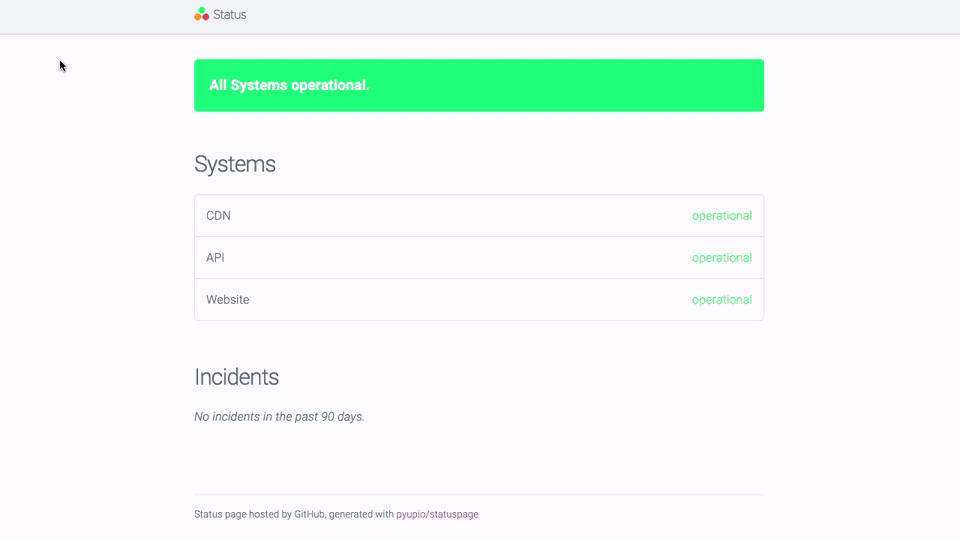 Status
All Systems operational.
Systems
CDN operational
API operational
Website operational
Incidents
No incidents in the past 90 days.
Status page hosted by GitHub, generated with pyupio/statuspage